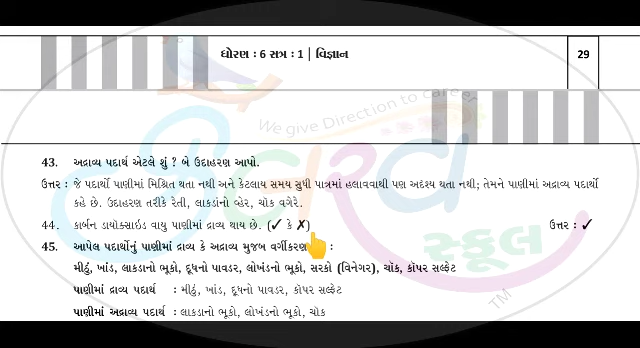 ધોરણ : 6 સત્ર : 1 | વિજ્ઞાન
29
We give Direction to Career
કલરવ
સ્કૂલ
TM
43. અદ્રાવ્ય પદાર્થ એટલે શું ? બે ઉદાહરણ આપો.
ઉત્તર : જે પદાર્થો પાણીમાં મિશ્રિત થતા નથી અને કેટલાય સમય સુધી પાત્રમાં હલાવવાથી પણ અદશ્ય થતા નથી; તેમને પાણીમાં અદ્રાવ્ય પદાર્થો
કહે છે. ઉદાહરણ તરીકે રેતી, લાકડાંનો વ્હેર, ચોક વગેરે.
44. કાર્બન ડાયોક્સાઇડ વાયુ પાણીમાં દ્રાવ્ય થાય છે. (✓ કે ✗) ઉત્તર : ✓
45. આપેલ પદાર્થોનું પાણીમાં દ્રાવ્ય કે અદ્રાવ્ય મુજબ વર્ગીકરણ :
મીઠું, ખાંડ, લાકડાનો ભૂકો, દૂધનો પાવડર, લોખંડનો ભૂકો, સરકો (વિનેગર), ચૉક, કૉપર સલ્ફેટ
પાણીમાં દ્રાવ્ય પદાર્થ : મીઠું, ખાંડ, દૂધનો પાવડર, કૉપર સલ્ફેટ
પાણીમાં અદ્રાવ્ય પદાર્થ : લાકડાનો ભૂકો, લોખંડનો ભૂકો, ચોક